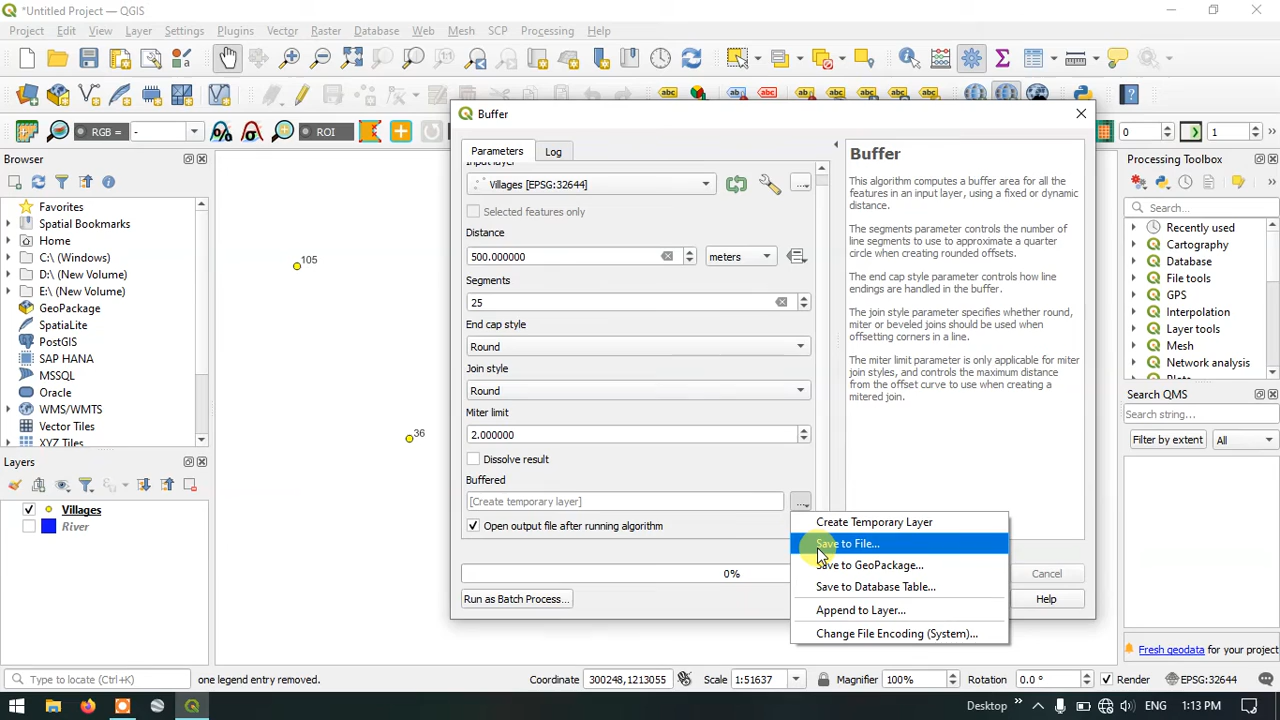 *Untitled Project — QGIS
Project Edit View Layer Settings Plugins Vector Raster Database Web Mesh SCP Processing Help
RGB = - ROI 0 1
Browser
Favorites
Spatial Bookmarks
Home
C:\ (Windows)
D:\ (New Volume)
E:\ (New Volume)
GeoPackage
SpatiaLite
PostGIS
SAP HANA
MSSQL
Oracle
WMS/WMTS
Vector Tiles
XYZ Tiles
Layers
Villages
River
105
36
Buffer
Parameters Log
Input layer
Villages [EPSG:32644]
Selected features only
Distance
500.000000 meters
Segments
25
End cap style
Round
Join style
Round
Miter limit
2.000000
Dissolve result
Buffered
[Create temporary layer]
Open output file after running algorithm
0%
Cancel
Run as Batch Process...
Help
Buffer
This algorithm computes a buffer area for all the
features in an input layer, using a fixed or dynamic
distance.
The segments parameter controls the number of
line segments to use to approximate a quarter
circle when creating rounded offsets.
The end cap style parameter controls how line
endings are handled in the buffer.
The join style parameter specifies whether round,
miter or beveled joins should be used when
offsetting corners in a line.
The miter limit parameter is only applicable for miter
join styles, and controls the maximum distance
from the offset curve to use when creating a
mitered join.
Create Temporary Layer
Save to File...
Save to GeoPackage...
Save to Database Table...
Append to Layer...
Change File Encoding (System)...
Processing Toolbox
Search...
Recently used
Cartography
Database
File tools
GPS
Interpolation
Layer tools
Mesh
Network analysis
Plots
Search QMS
Search string...
Filter by extent All
Fresh geodata for your project
Type to locate (Ctrl+K) one legend entry removed. Coordinate 300248,1213055 Scale 1:51637 Magnifier 100% Rotation 0.0 ° Render EPSG:32644
Desktop » ENG 1:13 PM